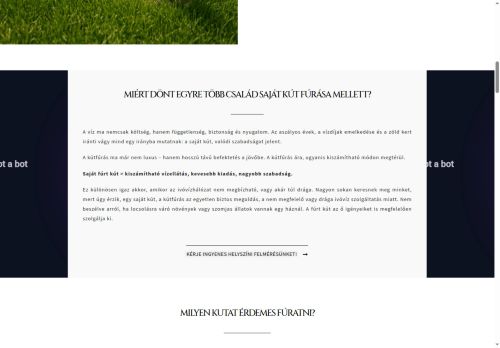 MIÉRT DÖNT EGYRE TÖBB CSALÁD SAJÁT KÚT FÚRÁSA MELLETT?
A víz ma nemcsak költség, hanem függetlenség, biztonság és nyugalom. Az aszályos évek, a vízdíjak emelkedése és a zöld kert
iránti vágy mind egy irányba mutatnak: a saját kút, valódi szabadságot jelent.
A kútfúrás ma már nem luxus – hanem hosszú távú befektetés a jövőbe. A kútfúrás ára, ugyanis kiszámítható módon megtérül.
Saját fúrt kút = kiszámítható vízellátás, kevesebb kiadás, nagyobb szabadság.
Ez különösen igaz akkor, amikor az ivóvízhálózat nem megbízható, vagy akár túl drága. Nagyon sokan keresnek meg minket,
mert úgy érzik, egy saját kút, a kútfúrás az egyetlen biztos megoldás, a nem megfelelő vagy drága ivóvíz szolgáltatás miatt. Nem
beszélve arról, ha locsolásra váró növények vagy szomjas állatok vannak egy háznál. A fúrt kút az ő igényeiket is megfelelően
szolgálja ki.
t a bot
ot a bot
KÉRJE INGYENES HELYSZÍNI FELMÉRÉSÜNKET!
MILYEN KUTAT ÉRDEMES FÚRATNI?